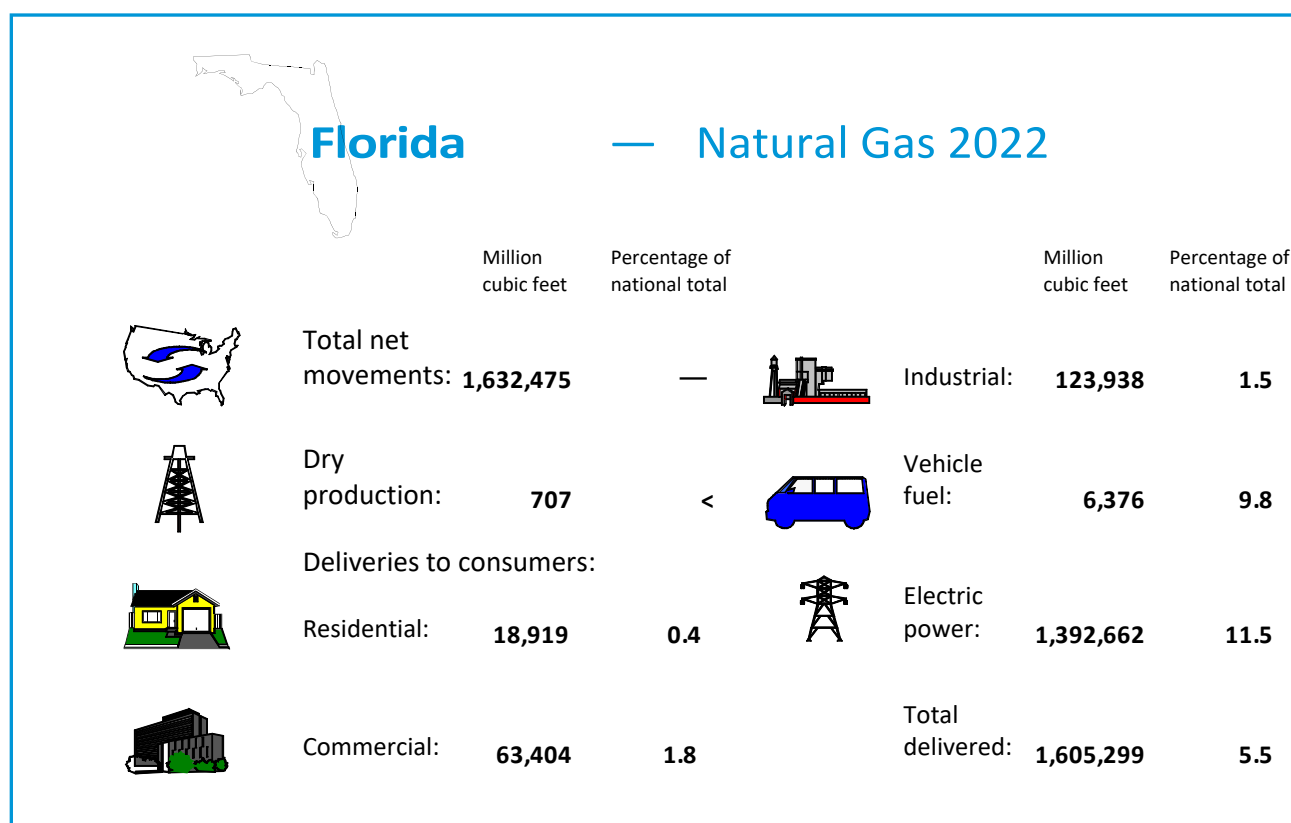 Florida — Natural Gas 2022
Million Percentage of Million Percentage of
cubic feet national total cubic feet national total
Total net
movements: 1,632,475 — Industrial: 123,938 1.5
Dry Vehicle
production: 707 < fuel: 6,376 9.8
Deliveries to consumers:
Electric
Residential: 18,919 0.4 power: 1,392,662 11.5
Total
Commercial: 63,404 1.8 delivered: 1,605,299 5.5